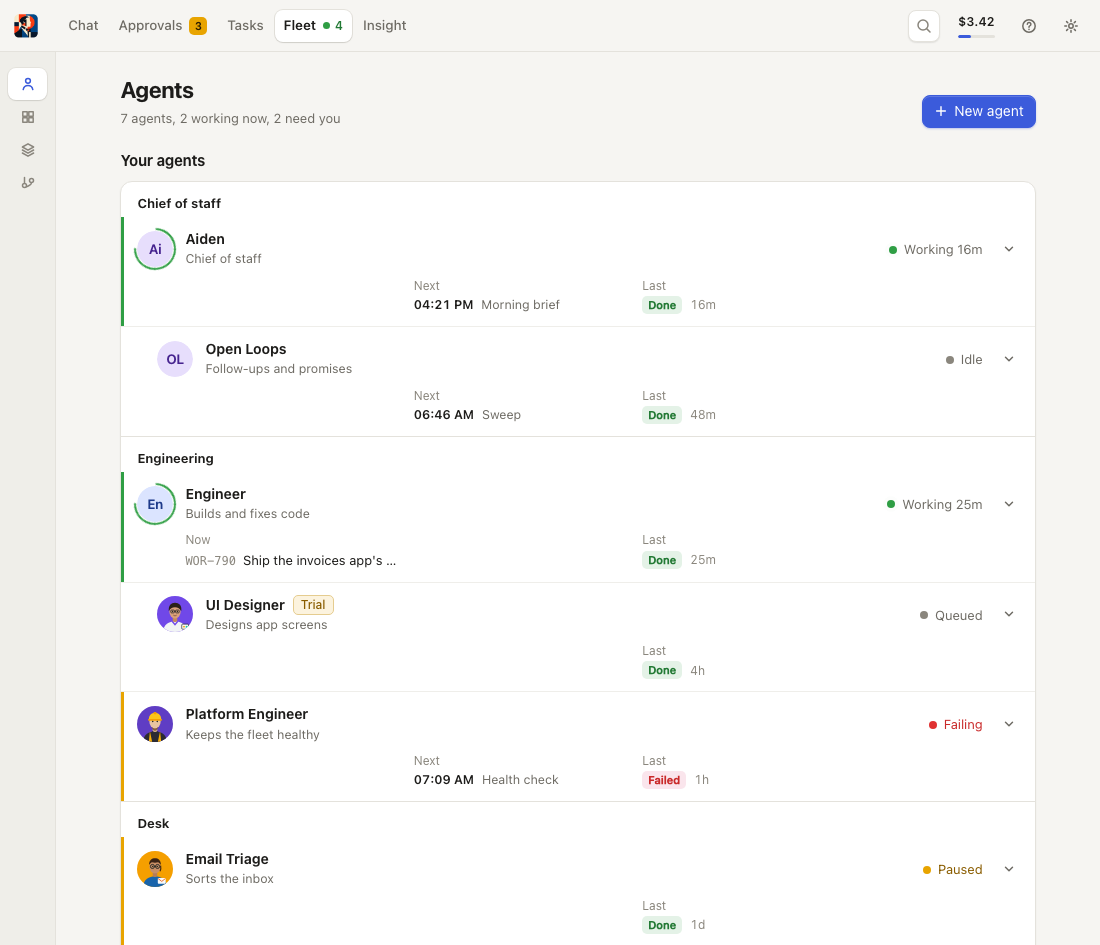 Chat Approvals 3 Tasks Fleet 4 Insight $3.42
Agents
7 agents, 2 working now, 2 need you
New agent
Your agents
Chief of staff
Ai Aiden
Chief of staff
Working 16m
Next Last
04:21 PM Morning brief Done 16m
OL Open Loops
Follow-ups and promises
Idle
Next Last
06:46 AM Sweep Done 48m
Engineering
En Engineer
Builds and fixes code
Working 25m
Now Last
WOR-790 Ship the invoices app's ... Done 25m
UI Designer Trial
Designs app screens
Queued
Last
Done 4h
Platform Engineer
Keeps the fleet healthy
Failing
Next Last
07:09 AM Health check Failed 1h
Desk
Email Triage
Sorts the inbox
Paused
Last
Done 1d